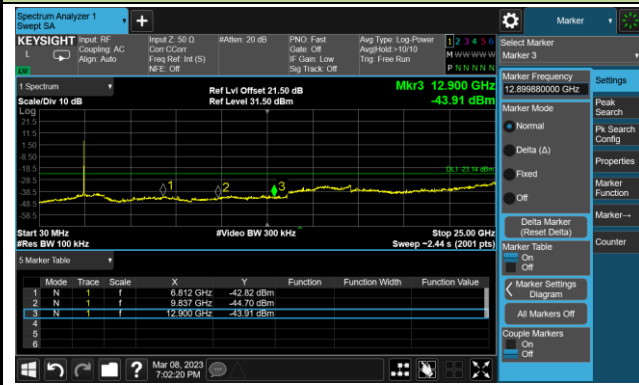 Spectrum Analyzer 1
Swept SA
KEYSIGHT
L
Input: RF
Coupling: AC
Align: Auto
Input Z: 50 Ω
Corr CCorr
Freq Ref: Int (S)
NFE: Off
#Atten: 20 dB
PNO: Fast
Gate: Off
IF Gain: Low
Sig Track: Off
Avg Type: Log-Power
Avg|Hold:>10/10
Trig: Free Run
1 2 3 4 5 6
M W W W W W
P N N N N N
1 Spectrum
Scale/Div 10 dB
Log
Ref Lvl Offset 21.50 dB
Ref Level 31.50 dBm
Mkr3 12.900 GHz
-43.91 dBm
21.5
11.5
1.50
-8.50
-18.5
-28.5
-38.5
-48.5
-58.5
DL1 -23.14 dBm
1
2
3
Start 30 MHz
#Res BW 100 kHz
#Video BW 300 kHz
Stop 25.00 GHz
Sweep ~2.44 s (2001 pts)
5 Marker Table
Mode Trace Scale X Y Function Function Width Function Value
1 N 1 f 6.812 GHz -42.82 dBm
2 N 1 f 9.837 GHz -44.70 dBm
3 N 1 f 12.900 GHz -43.91 dBm
4
5
6
Mar 08, 2023
7:02:20 PM
Marker
Select Marker
Marker 3
Marker Frequency
12.899880000 GHz
Marker Mode
Normal
Delta (Δ)
Fixed
Off
Delta Marker
(Reset Delta)
Marker Table
On
Off
Marker Settings
Diagram
All Markers Off
Couple Markers
On
Off
Settings
Peak
Search
Pk Search
Config
Properties
Marker
Function
Marker→
Counter